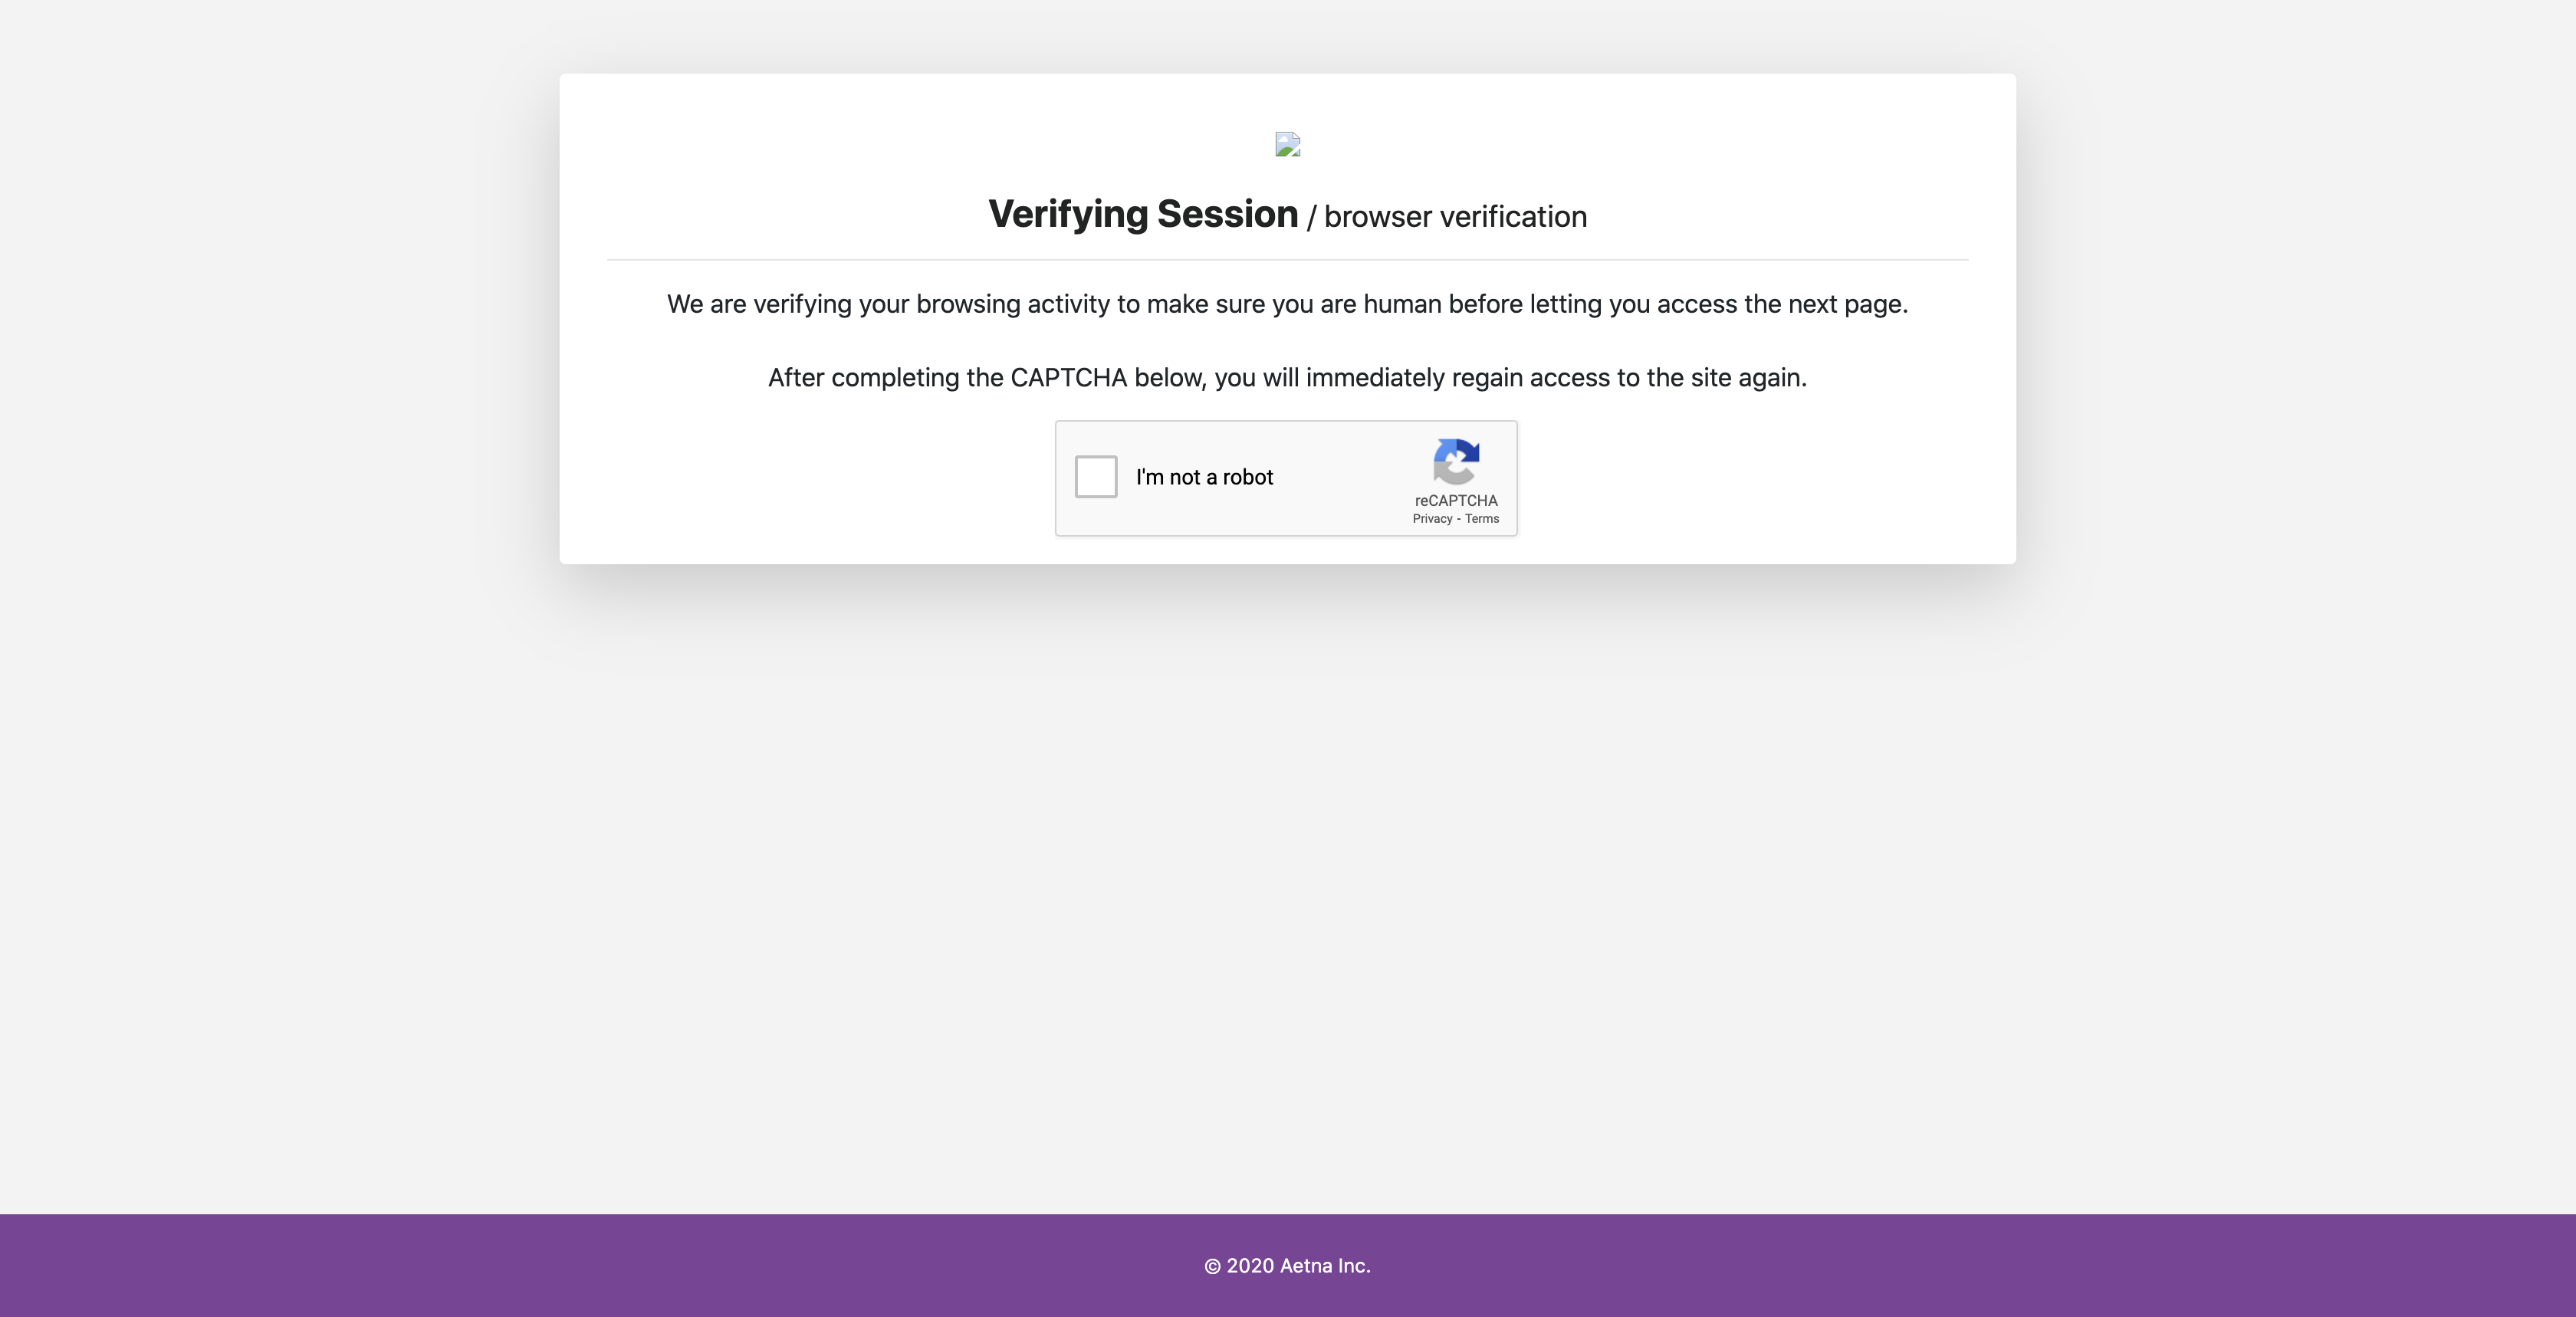 Verifying Session / browser verification
We are verifying your browsing activity to make sure you are human before letting you access the next page.
After completing the CAPTCHA below, you will immediately regain access to the site again.
I'm not a robot
reCAPTCHA
Privacy - Terms
© 2020 Aetna Inc.